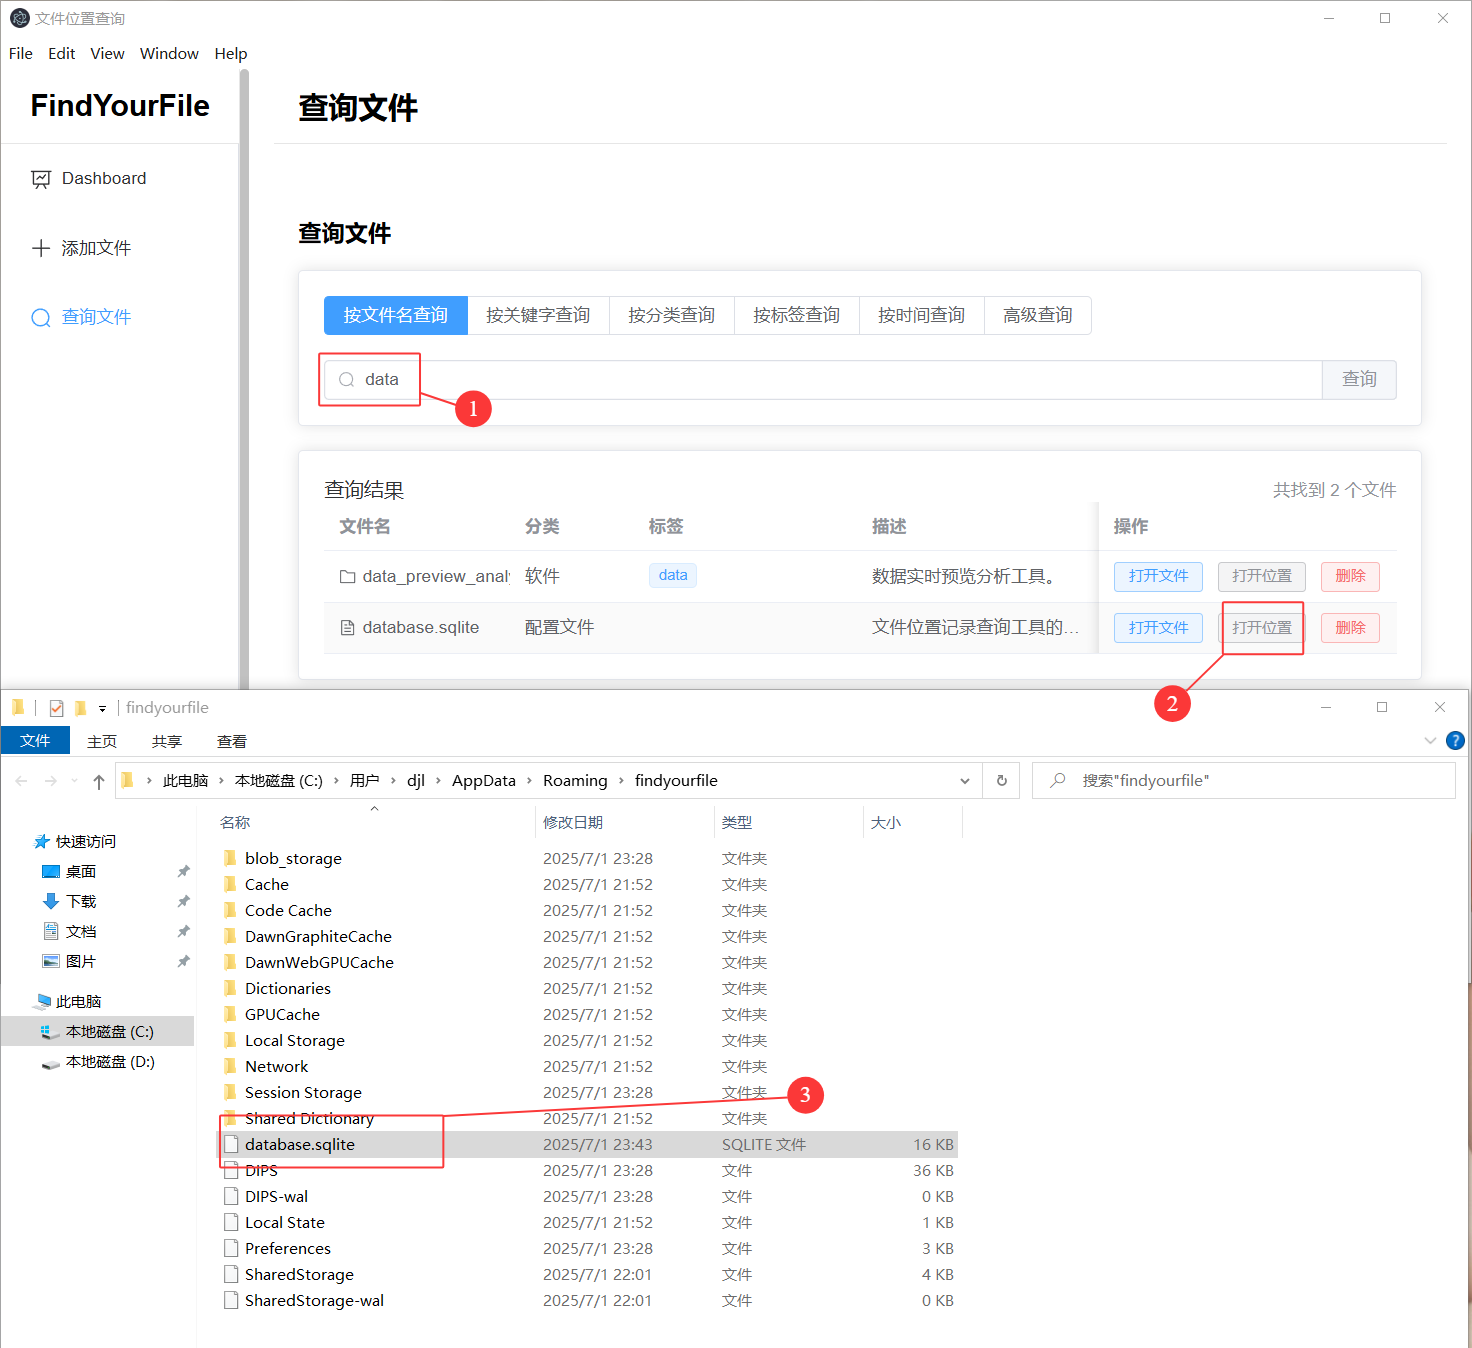 文件位置查询
File Edit View Window Help
FindYourFile
查询文件
Dashboard
添加文件
查询文件
查询文件
按文件名查询 按关键字查询 按分类查询 按标签查询 按时间查询 高级查询
data 查询
1
查询结果 共找到 2 个文件
文件名 分类 标签 描述 操作
data_preview_anal 软件 data 数据实时预览分析工具。 打开文件 打开位置 删除
database.sqlite 配置文件 文件位置记录查询工具的... 打开文件 打开位置 删除
2
findyourfile
文件 主页 共享 查看
此电脑 › 本地磁盘 (C:) › 用户 › djl › AppData › Roaming › findyourfile
搜索"findyourfile"
快速访问
桌面
下载
文档
图片
此电脑
本地磁盘 (C:)
本地磁盘 (D:)
名称 修改日期 类型 大小
blob_storage 2025/7/1 23:28 文件夹
Cache 2025/7/1 21:52 文件夹
Code Cache 2025/7/1 21:52 文件夹
DawnGraphiteCache 2025/7/1 21:52 文件夹
DawnWebGPUCache 2025/7/1 21:52 文件夹
Dictionaries 2025/7/1 21:52 文件夹
GPUCache 2025/7/1 21:52 文件夹
Local Storage 2025/7/1 21:52 文件夹
Network 2025/7/1 21:52 文件夹
Session Storage 2025/7/1 23:28 文件夹
3
Shared Dictionary 2025/7/1 21:52 文件夹
database.sqlite 2025/7/1 23:43 SQLITE 文件 16 KB
DIPS 2025/7/1 23:28 文件 36 KB
DIPS-wal 2025/7/1 23:28 文件 0 KB
Local State 2025/7/1 21:52 文件 1 KB
Preferences 2025/7/1 23:28 文件 3 KB
SharedStorage 2025/7/1 22:01 文件 4 KB
SharedStorage-wal 2025/7/1 22:01 文件 0 KB